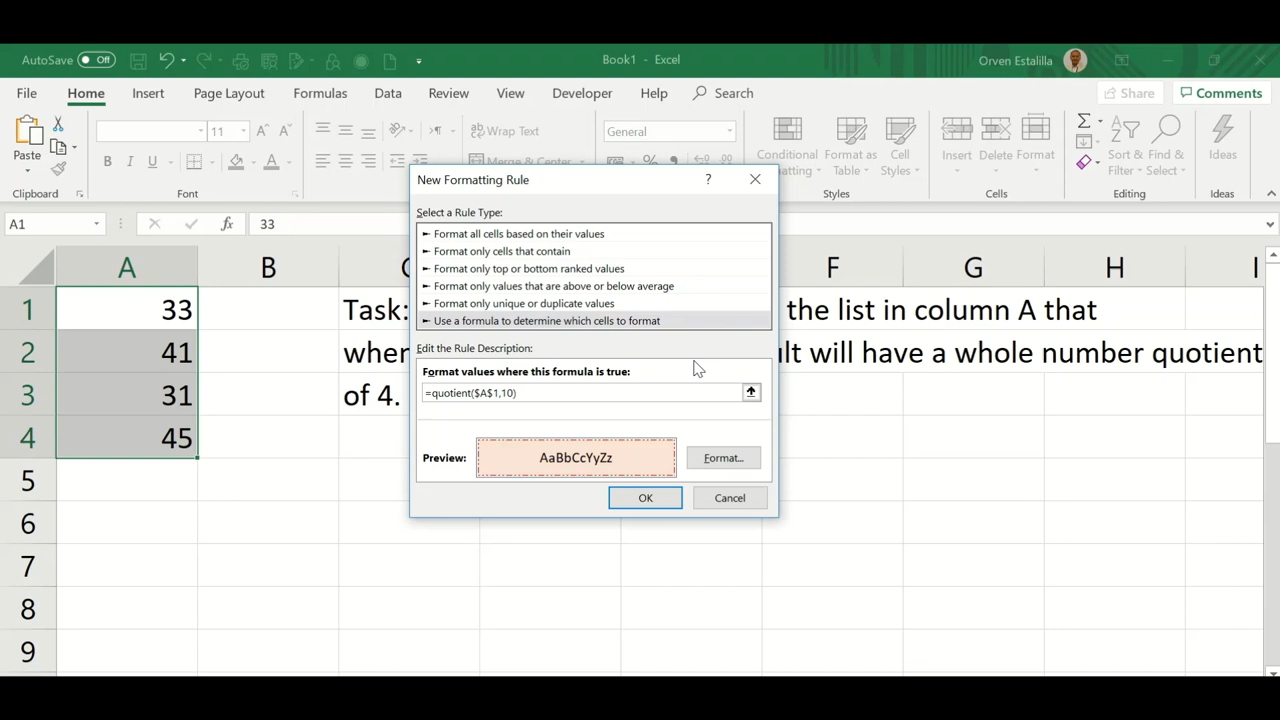 AutoSave Off
Book1 - Excel
Orven Estalilla
File Home Insert Page Layout Formulas Data Review View Developer Help Search Share Comments
11 A A Wrap Text General
Paste B I U A Merge & Center Conditional Formatting Format as Table Cell Styles Insert Delete Format Sort & Filter Find & Select Ideas
Clipboard Font Styles Cells Editing Ideas
A1 fx 33
New Formatting Rule ?
Select a Rule Type:
► Format all cells based on their values
► Format only cells that contain
► Format only top or bottom ranked values
► Format only values that are above or below average
► Format only unique or duplicate values
► Use a formula to determine which cells to format
Edit the Rule Description:
Format values where this formula is true:
=quotient($A$1,10)
Preview: AaBbCcYyZz Format...
OK Cancel
A B C F G H I
1 33 Task: the list in column A that
2 41 when ult will have a whole number quotient
3 31 of 4.
4 45
5
6
7
8
9